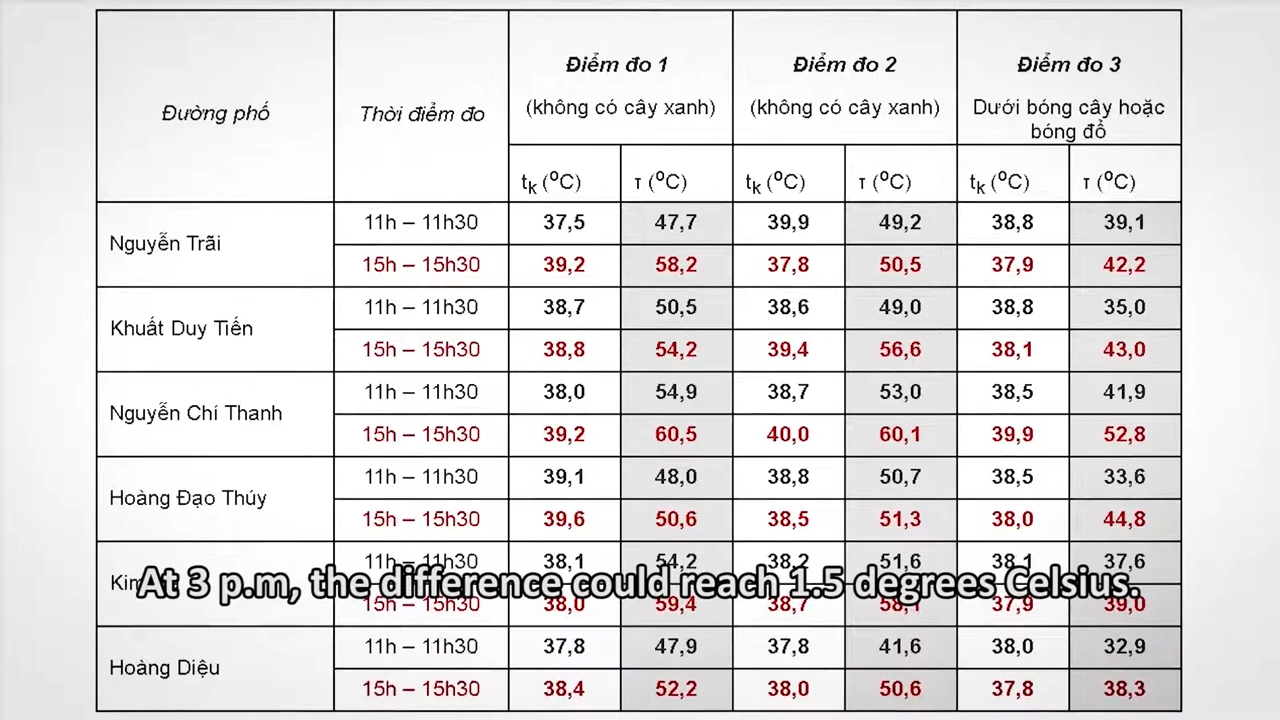 Đường phố Thời điểm đo Điểm đo 1 Điểm đo 2 Điểm đo 3
(không có cây xanh) (không có cây xanh) Dưới bóng cây hoặc
bóng đổ
tk (ºC) τ (ºC) tk (ºC) τ (ºC) tk (ºC) τ (ºC)
Nguyễn Trãi 11h – 11h30 37,5 47,7 39,9 49,2 38,8 39,1
15h – 15h30 39,2 58,2 37,8 50,5 37,9 42,2
Khuất Duy Tiến 11h – 11h30 38,7 50,5 38,6 49,0 38,8 35,0
15h – 15h30 38,8 54,2 39,4 56,6 38,1 43,0
Nguyễn Chí Thanh 11h – 11h30 38,0 54,9 38,7 53,0 38,5 41,9
15h – 15h30 39,2 60,5 40,0 60,1 39,9 52,8
Hoàng Đạo Thúy 11h – 11h30 39,1 48,0 38,8 50,7 38,5 33,6
15h – 15h30 39,6 50,6 38,5 51,3 38,0 44,8
Kim 11h – 11h30 38,1 54,2 38,2 51,6 38,1 37,6
At 3 p.m, the difference could reach 1.5 degrees Celsius.
15h – 15h30 38,0 59,4 38,7 37,9 39,0
Hoàng Diệu 11h – 11h30 37,8 47,9 37,8 41,6 38,0 32,9
15h – 15h30 38,4 52,2 38,0 50,6 37,8 38,3